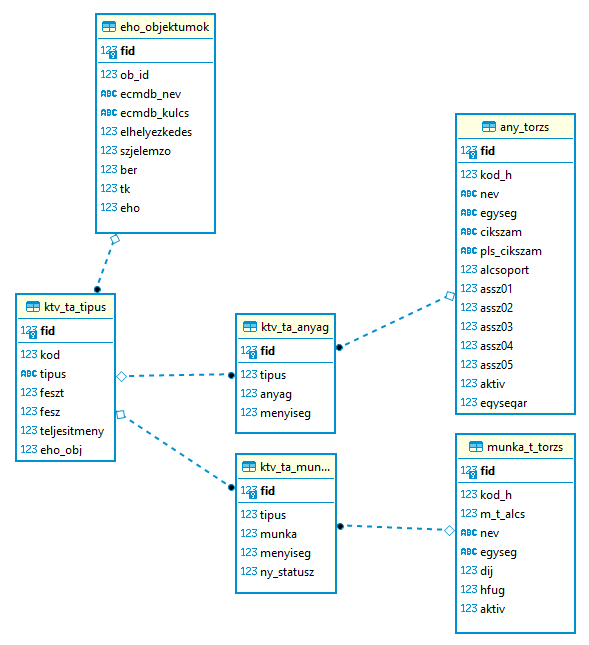 eho_objektumok
123 fid
123 ob_id
ABC ecmdb_nev
ABC ecmdb_kulcs
123 elhelyezkedes
123 szjelemzo
123 ber
123 tk
123 eho
any_torzs
123 fid
123 kod_h
ABC nev
ABC egyseg
ABC cikszam
ABC pls_cikszam
123 alcsoport
123 assz01
123 assz02
123 assz03
123 assz04
123 assz05
123 aktiv
123 egysegar
ktv_ta_tipus
123 fid
123 kod
ABC tipus
123 feszt
123 fesz
123 teljesitmeny
123 eho_obj
ktv_ta_anyag
123 fid
123 tipus
123 anyag
123 menyiseg
ktv_ta_mun...
123 fid
123 tipus
123 munka
123 menyiseg
123 ny_statusz
munka_t_torzs
123 fid
123 kod_h
123 m_t_alcs
ABC nev
ABC egyseg
123 dij
123 hfug
123 aktiv